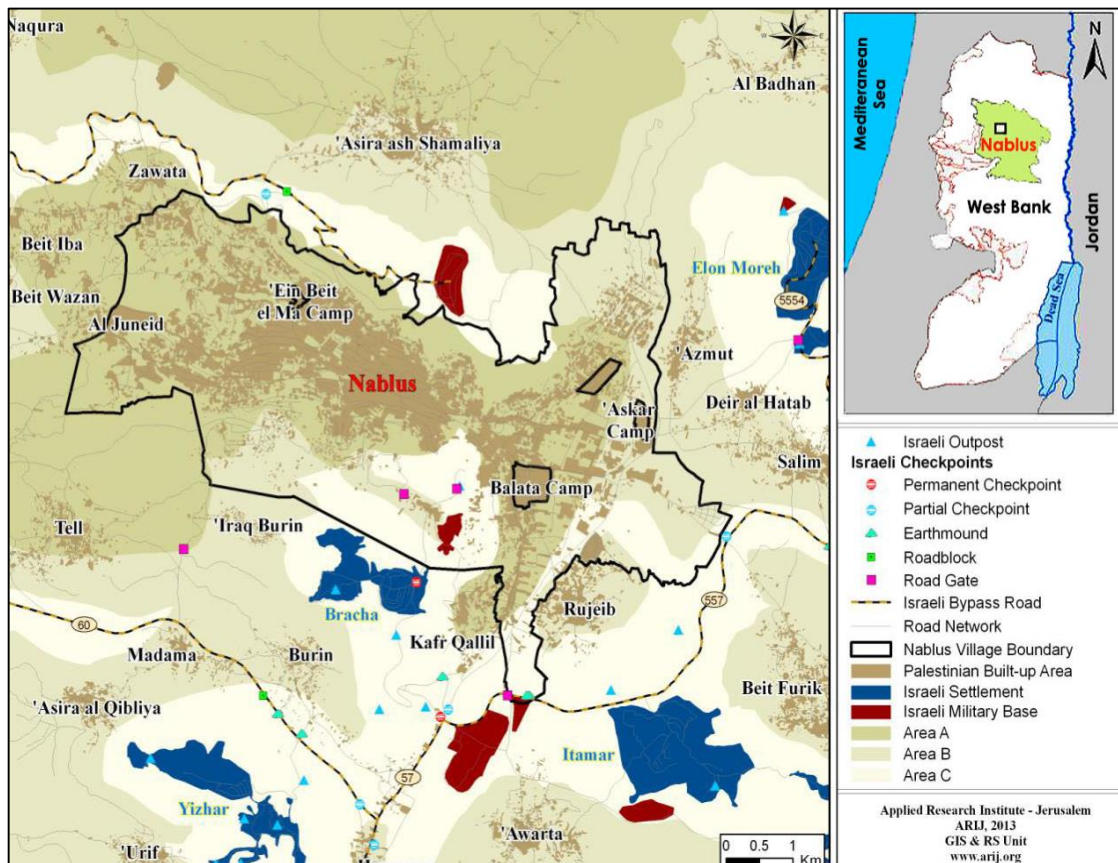 Naqura
Al Badhan
'Asira ash Shamaliya
Zawata
Beit Iba
Elon Moreh
Beit Wazan
'Ein Beit
el Ma Camp
5554
Al Juneid
'Azmut
Nablus
Deir al Hatab
'Askar
Camp
Salim
Balata Camp
Tell
'Iraq Burin
Bracha
Rujeib
557
60
Kafr Qallil
Madama
Burin
Beit Furik
'Asira al Qibliya
Itamar
57
Yizhar
'Awarta
'Urif
0 0.5 1
Km
W E
N
Mediteranean
Sea
Nablus
West Bank
Jordan
Dead Sea
Israeli Outpost
Israeli Checkpoints
Permanent Checkpoint
Partial Checkpoint
Earthmound
Roadblock
Road Gate
Israeli Bypass Road
Road Network
Nablus Village Boundary
Palestinian Built-up Area
Israeli Settlement
Israeli Military Base
Area A
Area B
Area C
Applied Research Institute - Jerusalem
ARIJ, 2013
GIS & RS Unit
www.arij.org